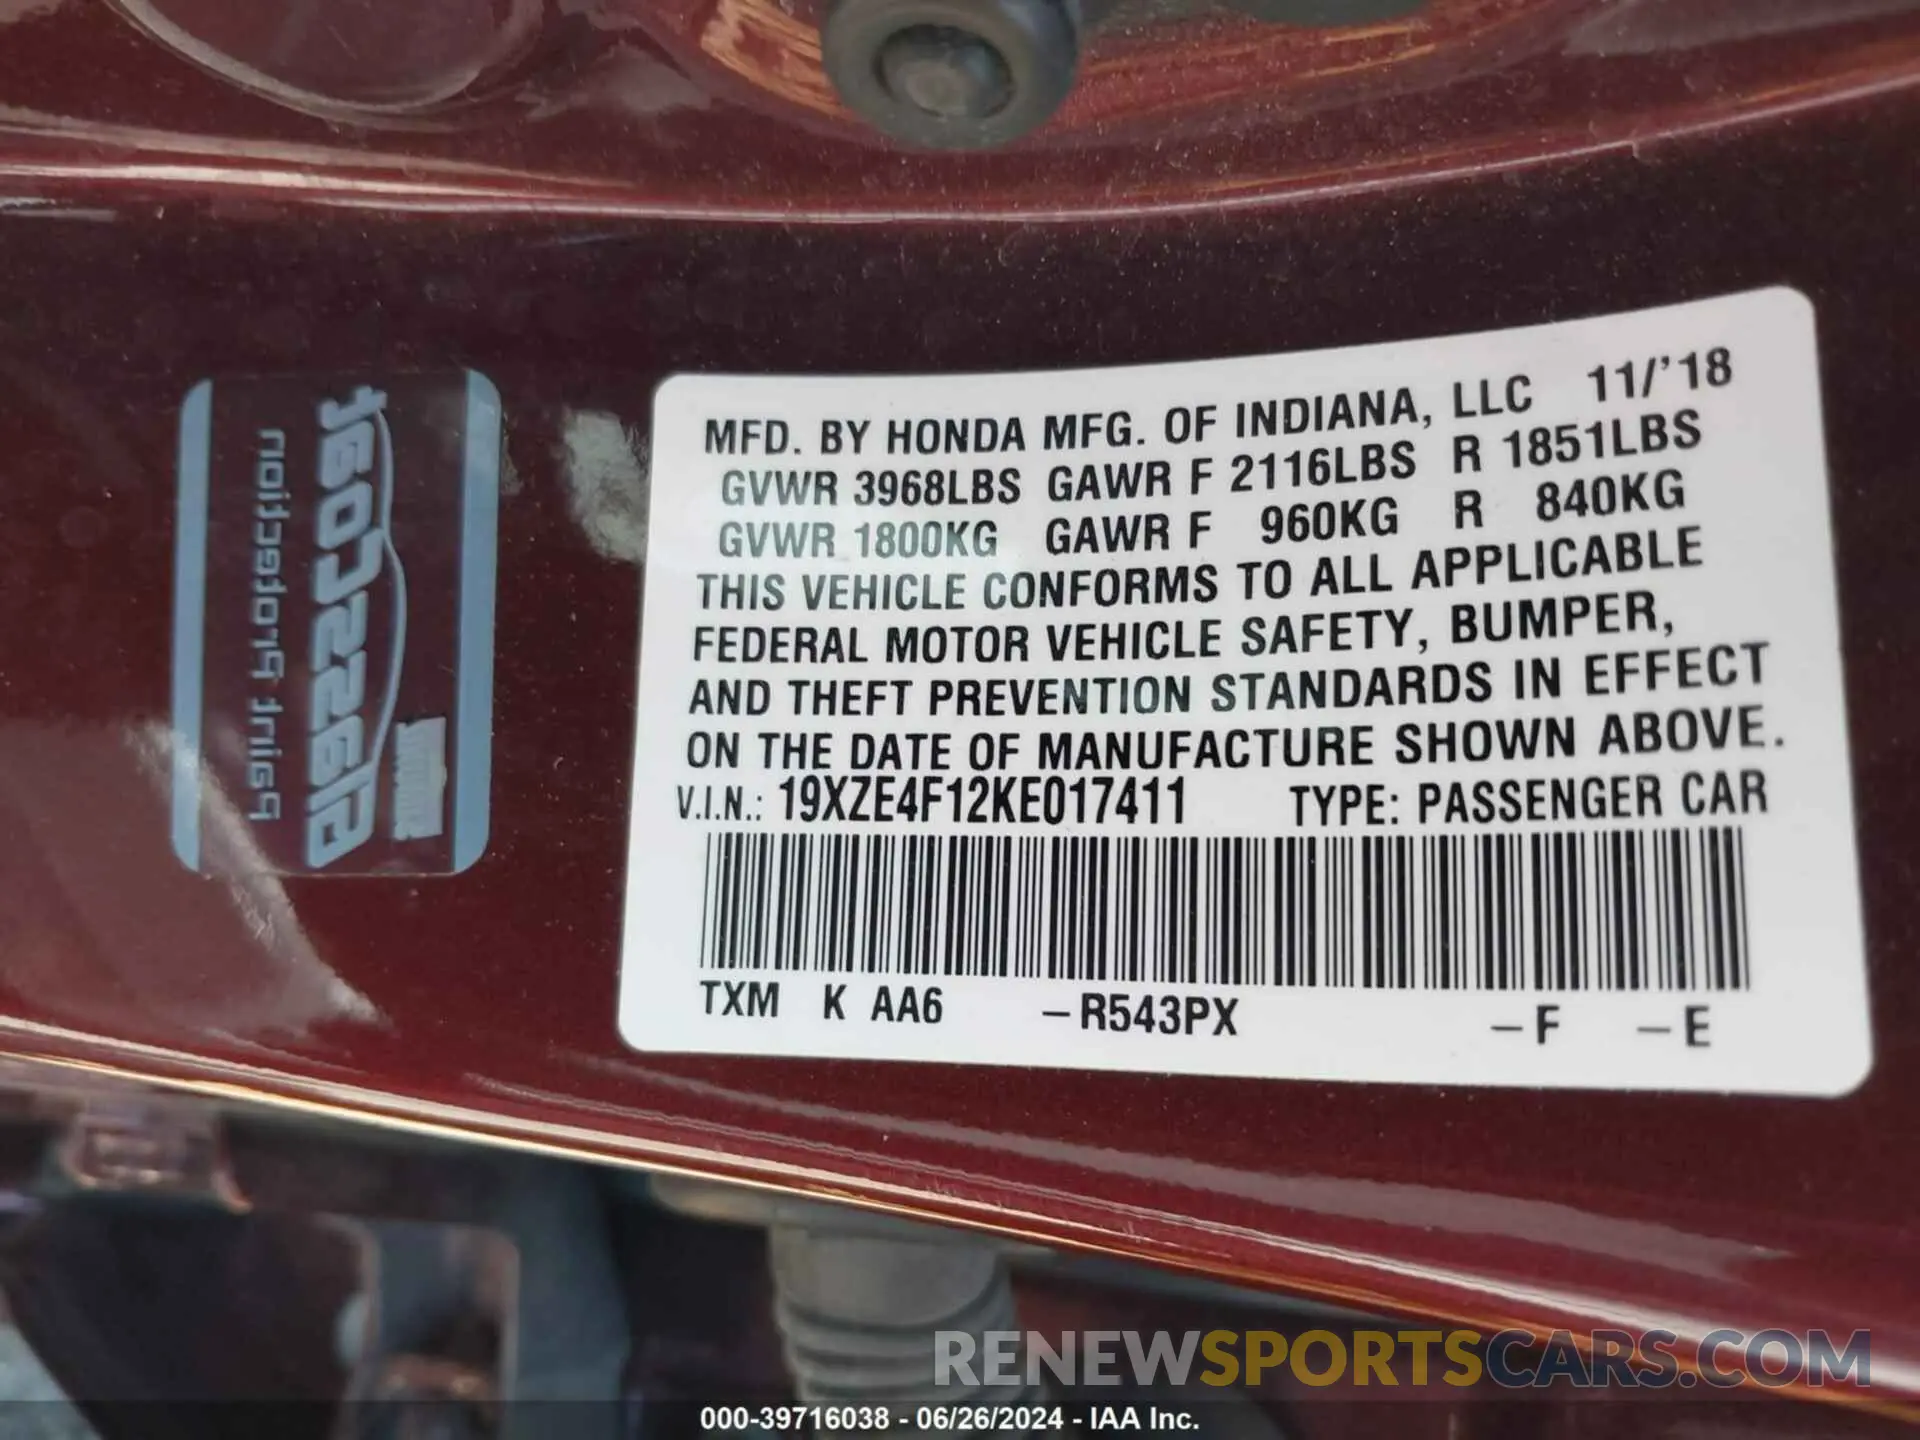 MFD. BY HONDA MFG. OF INDIANA, LLC 11/'18
GVWR 3968LBS GAWR F 2116LBS R 1851LBS
GVWR 1800KG GAWR F 960KG R 840KG
THIS VEHICLE CONFORMS TO ALL APPLICABLE
FEDERAL MOTOR VEHICLE SAFETY, BUMPER,
AND THEFT PREVENTION STANDARDS IN EFFECT
ON THE DATE OF MANUFACTURE SHOWN ABOVE.
V.I.N.: 19XZE4F12KE017411 TYPE: PASSENGER CAR
TXM K AA6 -R543PX -F -E
Paint Protection
RENEWSPORTSCARS.COM
000-39716038 - 06/26/2024 - IAA Inc.